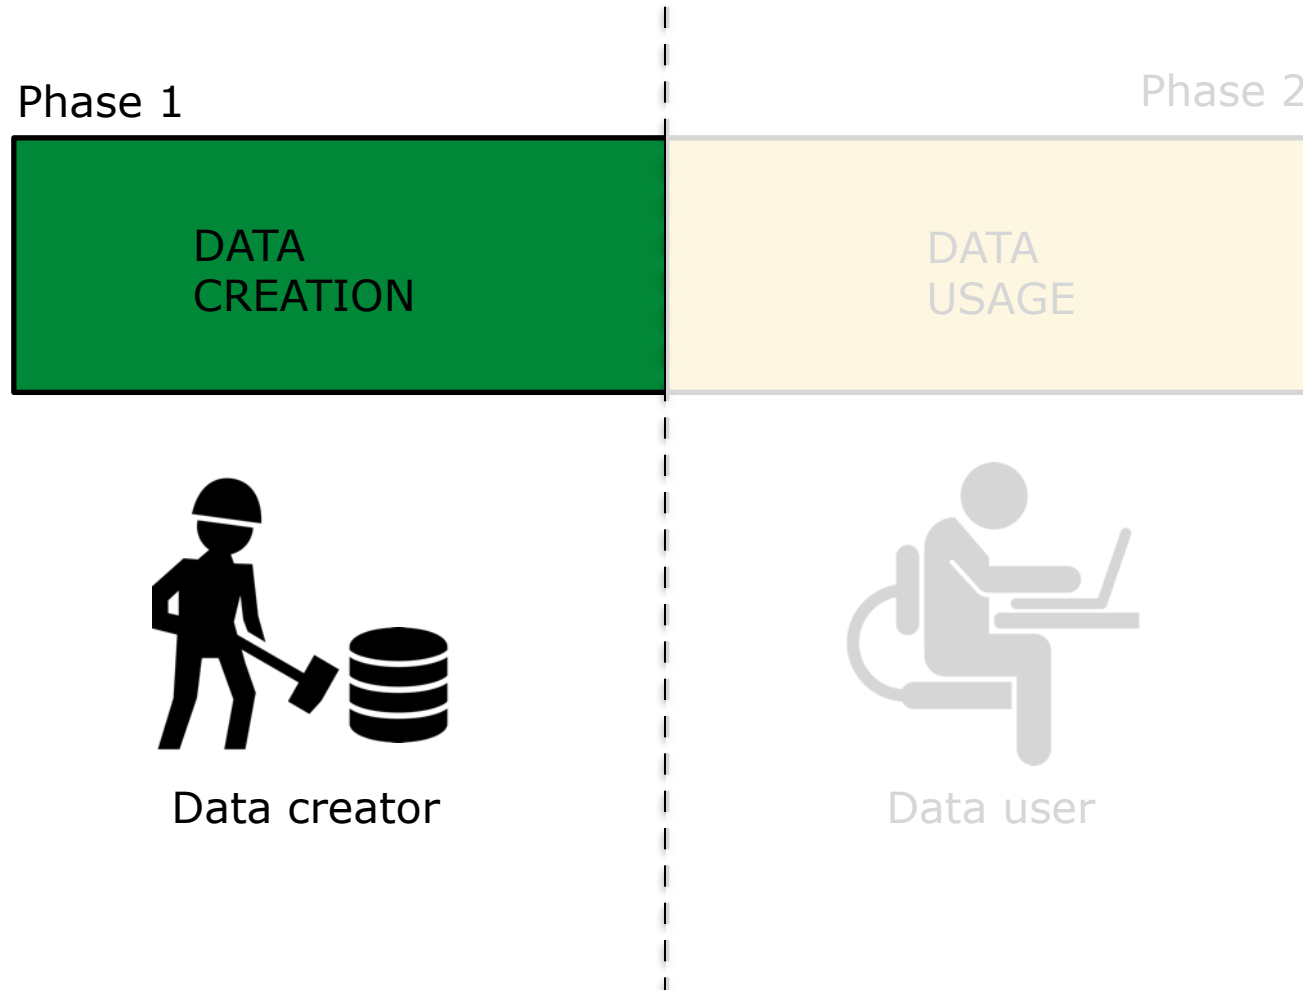 Phase 1
Phase 2
DATA
CREATION
DATA
USAGE
Data creator
Data user